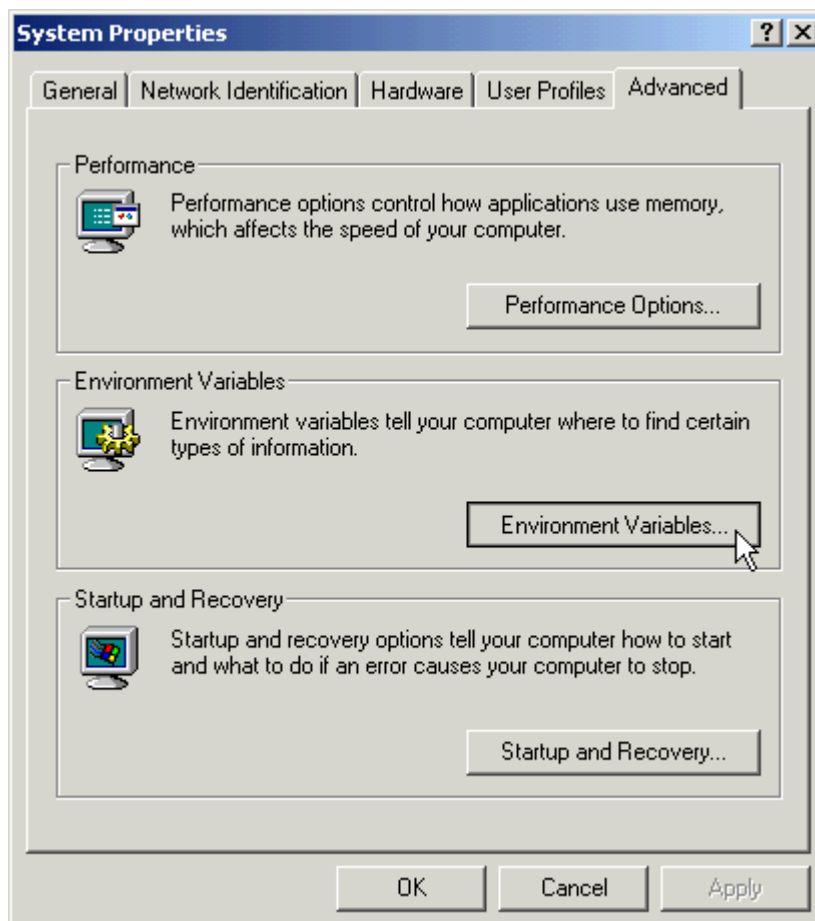 System Properties
General Network Identification Hardware User Profiles Advanced
Performance
Performance options control how applications use memory,
which affects the speed of your computer.
Performance Options...
Environment Variables
Environment variables tell your computer where to find certain
types of information.
Environment Variables...
Startup and Recovery
Startup and recovery options tell your computer how to start
and what to do if an error causes your computer to stop.
Startup and Recovery...
OK Cancel Apply